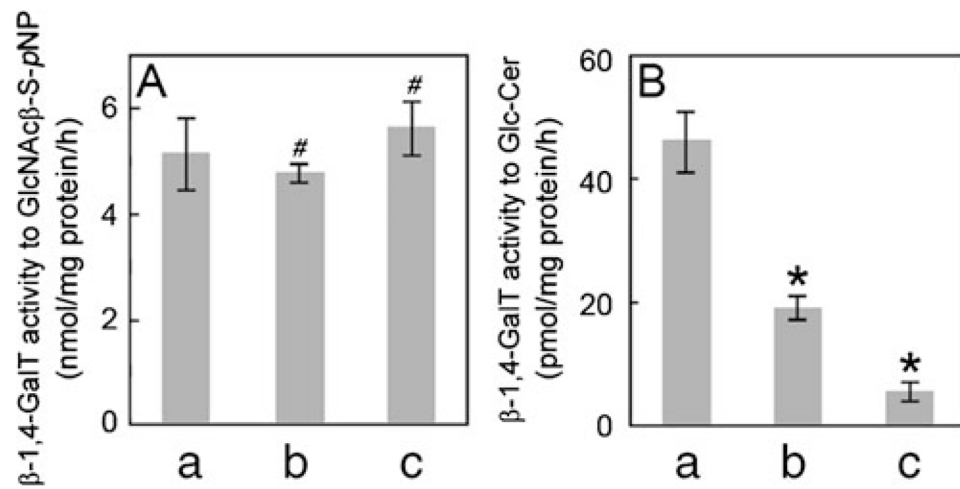 β-1,4-GalT activity to GlcNAcβ-S-pNP
(nmol/mg protein/h)
A
6
4
2
0
#
#
a b c
β-1,4-GalT activity to Glc-Cer
(pmol/mg protein/h)
B
60
40
20
0
*
*
a b c